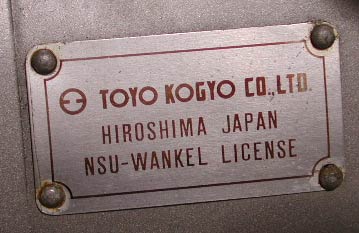 TOYO KOGYO CO.,LTD.
HIROSHIMA JAPAN
NSU-WANKEL LICENSE